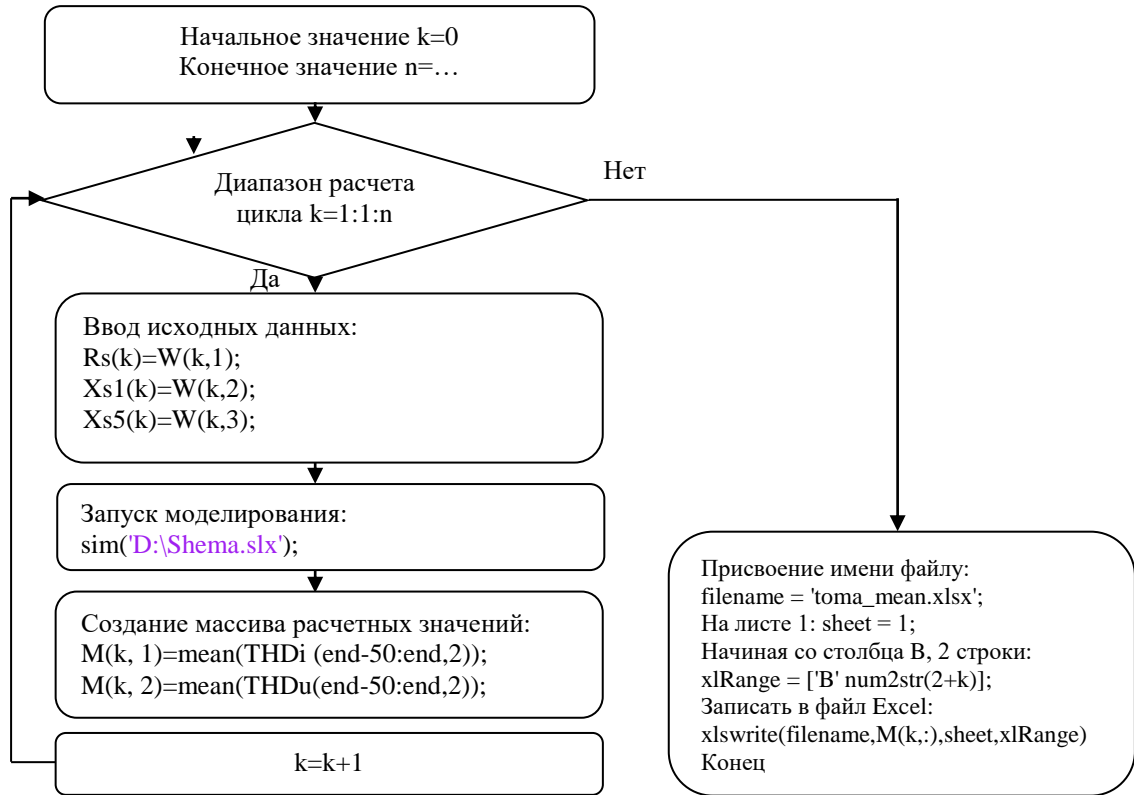 Начальное значение k=0
Конечное значение n=…
Диапазон расчета
цикла k=1:1:n
Нет
Да
Ввод исходных данных:
Rs(k)=W(k,1);
Xs1(k)=W(k,2);
Xs5(k)=W(k,3);
Запуск моделирования:
sim('D:\Shema.slx');
Создание массива расчетных значений:
M(k, 1)=mean(THDi (end-50:end,2));
M(k, 2)=mean(THDu(end-50:end,2));
k=k+1
Присвоение имени файлу:
filename = 'toma_mean.xlsx';
На листе 1: sheet = 1;
Начиная со столбца B, 2 строки:
xlRange = ['B' num2str(2+k)];
Записать в файл Excel:
xlswrite(filename,M(k,:),sheet,xlRange)
Конец